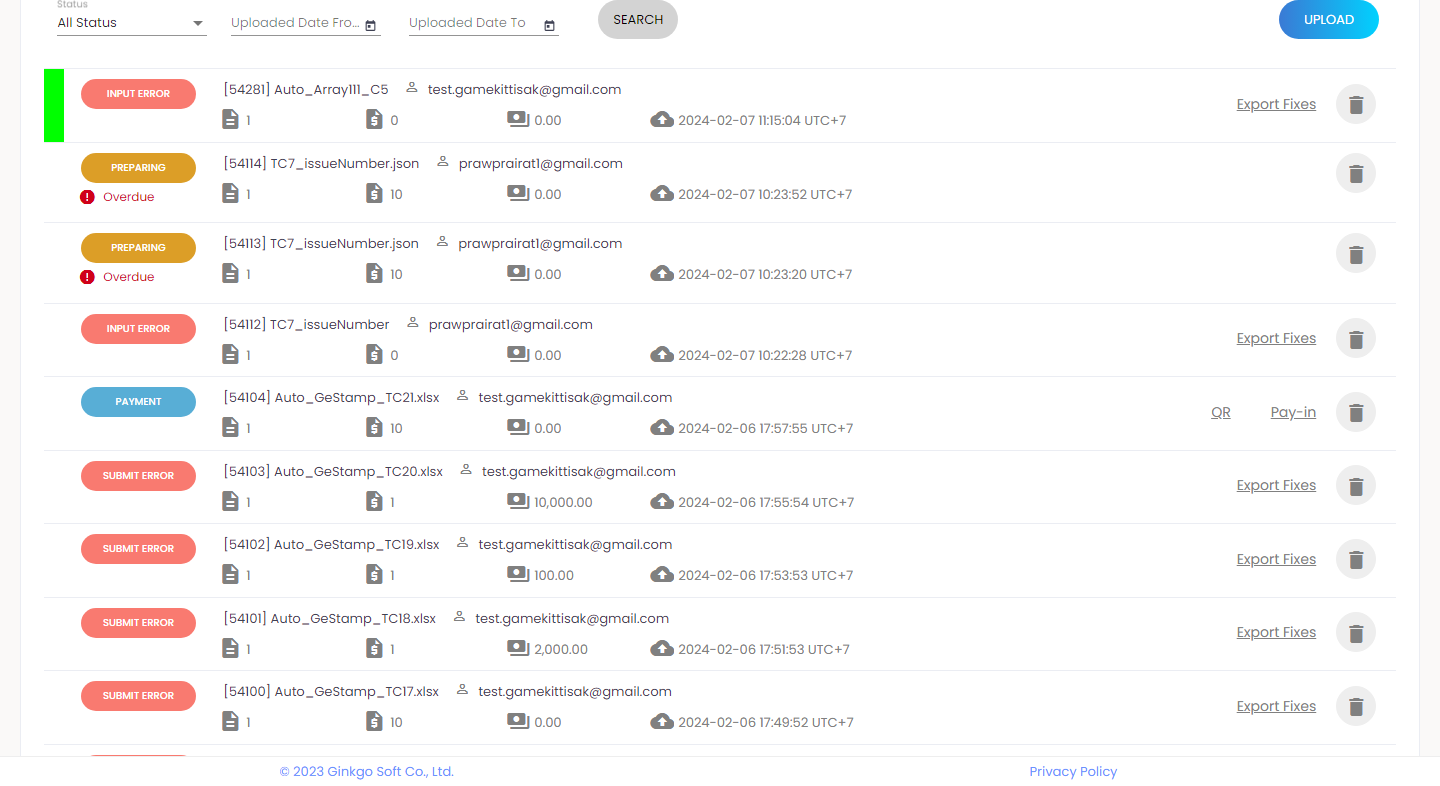 Status
All Status Uploaded Date Fro... Uploaded Date To SEARCH UPLOAD
INPUT ERROR [54281] Auto_Array111_C5 test.gamekittisak@gmail.com
1 0 0.00 2024-02-07 11:15:04 UTC+7 Export Fixes
PREPARING [54114] TC7_issueNumber.json prawprairat1@gmail.com
Overdue 1 10 0.00 2024-02-07 10:23:52 UTC+7
PREPARING [54113] TC7_issueNumber.json prawprairat1@gmail.com
Overdue 1 10 0.00 2024-02-07 10:23:20 UTC+7
INPUT ERROR [54112] TC7_issueNumber prawprairat1@gmail.com
1 0 0.00 2024-02-07 10:22:28 UTC+7 Export Fixes
PAYMENT [54104] Auto_GeStamp_TC21.xlsx test.gamekittisak@gmail.com
1 10 0.00 2024-02-06 17:57:55 UTC+7 QR Pay-in
SUBMIT ERROR [54103] Auto_GeStamp_TC20.xlsx test.gamekittisak@gmail.com
1 1 10,000.00 2024-02-06 17:55:54 UTC+7 Export Fixes
SUBMIT ERROR [54102] Auto_GeStamp_TC19.xlsx test.gamekittisak@gmail.com
1 1 100.00 2024-02-06 17:53:53 UTC+7 Export Fixes
SUBMIT ERROR [54101] Auto_GeStamp_TC18.xlsx test.gamekittisak@gmail.com
1 1 2,000.00 2024-02-06 17:51:53 UTC+7 Export Fixes
SUBMIT ERROR [54100] Auto_GeStamp_TC17.xlsx test.gamekittisak@gmail.com
1 10 0.00 2024-02-06 17:49:52 UTC+7 Export Fixes
© 2023 Ginkgo Soft Co., Ltd. Privacy Policy